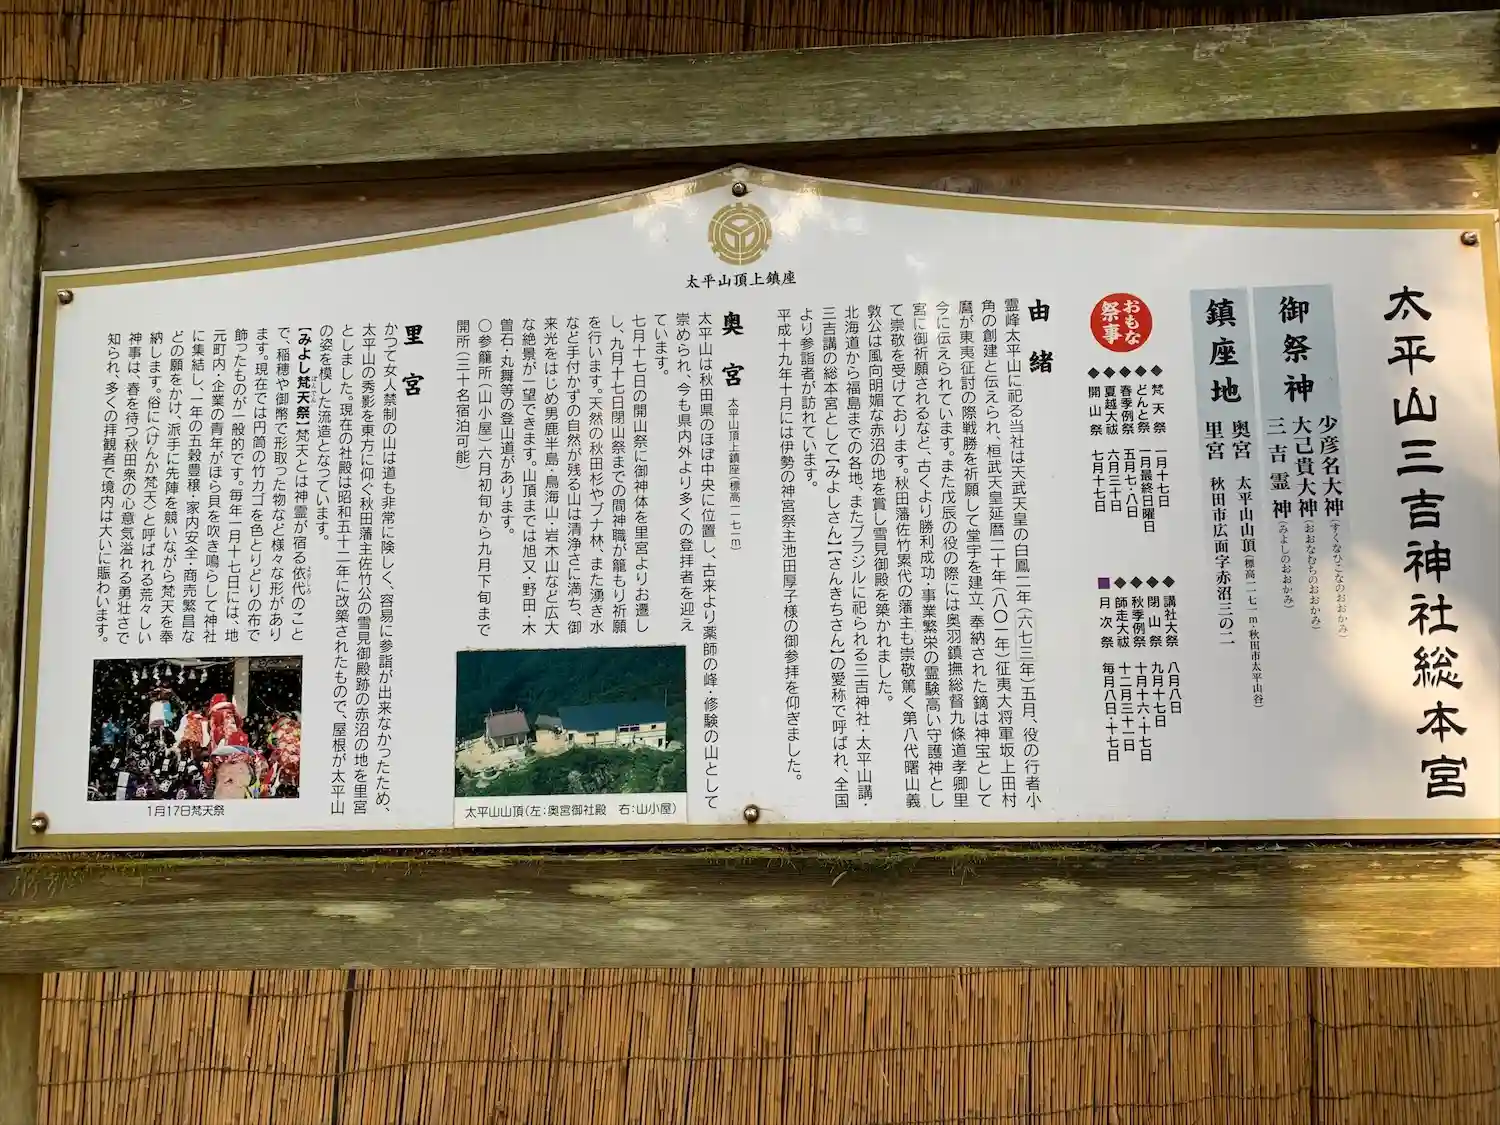 太平山三吉神社総本宮
御祭神
少彦名大神(すくなひこなのおおかみ)
大己貴大神(おおなむちのおおかみ)
三吉霊神(みよしのおおかみ)
鎮座地
奥宮 太平山山頂(標高一一七一m・秋田市太平山谷)
里宮 秋田市広面字赤沼三の二
おもな祭事
◆梵天祭 一月十七日
◆どんと祭 一月最終日曜日
◆春季例祭 五月七・八日
◆夏越大祓 六月三十日
◆開山祭 七月十七日
◆講社大祭 八月八日
◆閉山祭 九月十七日
◆秋季例祭 十月十六・十七日
◆師走大祓 十二月三十一日
■月次祭 毎月八日・十七日
太平山頂上鎮座
由緒
霊峰太平山に祀る当社は天武天皇の白鳳二年(六七三年)五月、役の行者小
角の創建と伝えられ、桓武天皇延暦二十年(八〇一年)征夷大将軍坂上田村
麿が東夷征討の際戦勝を祈願して堂宇を建立、奉納された鏑は神宝として
今に伝えられています。また戊辰の役の際には奥羽鎮撫総督九條道孝卿里
宮に御祈願されるなど、古くより勝利成功・事業繁栄の霊験高い守護神とし
て崇敬を受けております。秋田藩佐竹累代の藩主も崇敬篤く第八代曙山義
敦公は風向明媚な赤沼の地を賞し雪見御殿を築かれました。
北海道から福島までの各地、またブラジルに祀られる三吉神社・太平山講・
三吉講の総本宮として【みよしさん】【さんきちさん】の愛称で呼ばれ、全国
より参詣者が訪れています。
平成十九年十月には伊勢の神宮祭主池田厚子様の御参拝を仰ぎました。
奥宮 太平山頂上鎮座(標高一一七一m)
太平山は秋田県のほぼ中央に位置し、古来より薬師の峰・修験の山として
崇められ、今も県内外より多くの登拝者を迎え
ています。
七月十七日の開山祭に御神体を里宮よりお遷し
し、九月十七日閉山祭までの間神職が籠もり祈願
を行います。天然の秋田杉やブナ林、また湧き水
など手付かずの自然が残る山は清浄さに満ち、御
来光をはじめ男鹿半島・鳥海山・岩木山など広大
な絶景が一望できます。山頂までは旭又・野田・木
曽石・丸舞等の登山道があります。
〇参籠所(山小屋)六月初旬から九月下旬まで
開所(三十名宿泊可能)
太平山山頂(左:奥宮御社殿 右:山小屋)
里宮
かつて女人禁制の山は道も非常に険しく、容易に参詣が出来なかったため、
太平山の秀影を東方に仰ぐ秋田藩主佐竹公の雪見御殿跡の赤沼の地を里宮
としました。現在の社殿は昭和五十二年に改築されたもので、屋根が太平山
の姿を模した流造となっています。
【みよし梵天祭】梵天とは神霊が宿る依代のこと
で、稲穂や御幣で形取った物など様々な形があり
ます。現在では円筒の竹カゴを色とりどりの布で
飾ったものが一般的です。毎年一月十七日には、地
元町内・企業の青年がほら貝を吹き鳴らして神社
に集結し、一年の五穀豊穣・家内安全・商売繁昌な
どの願をかけ、派手に先陣を競いながら梵天を奉
納します。俗に〈けんか梵天〉と呼ばれる荒々しい
神事は、春を待つ秋田衆の心意気溢れる勇壮さで
知られ、多くの拝観者で境内は大いに賑わいます。
1月17日梵天祭